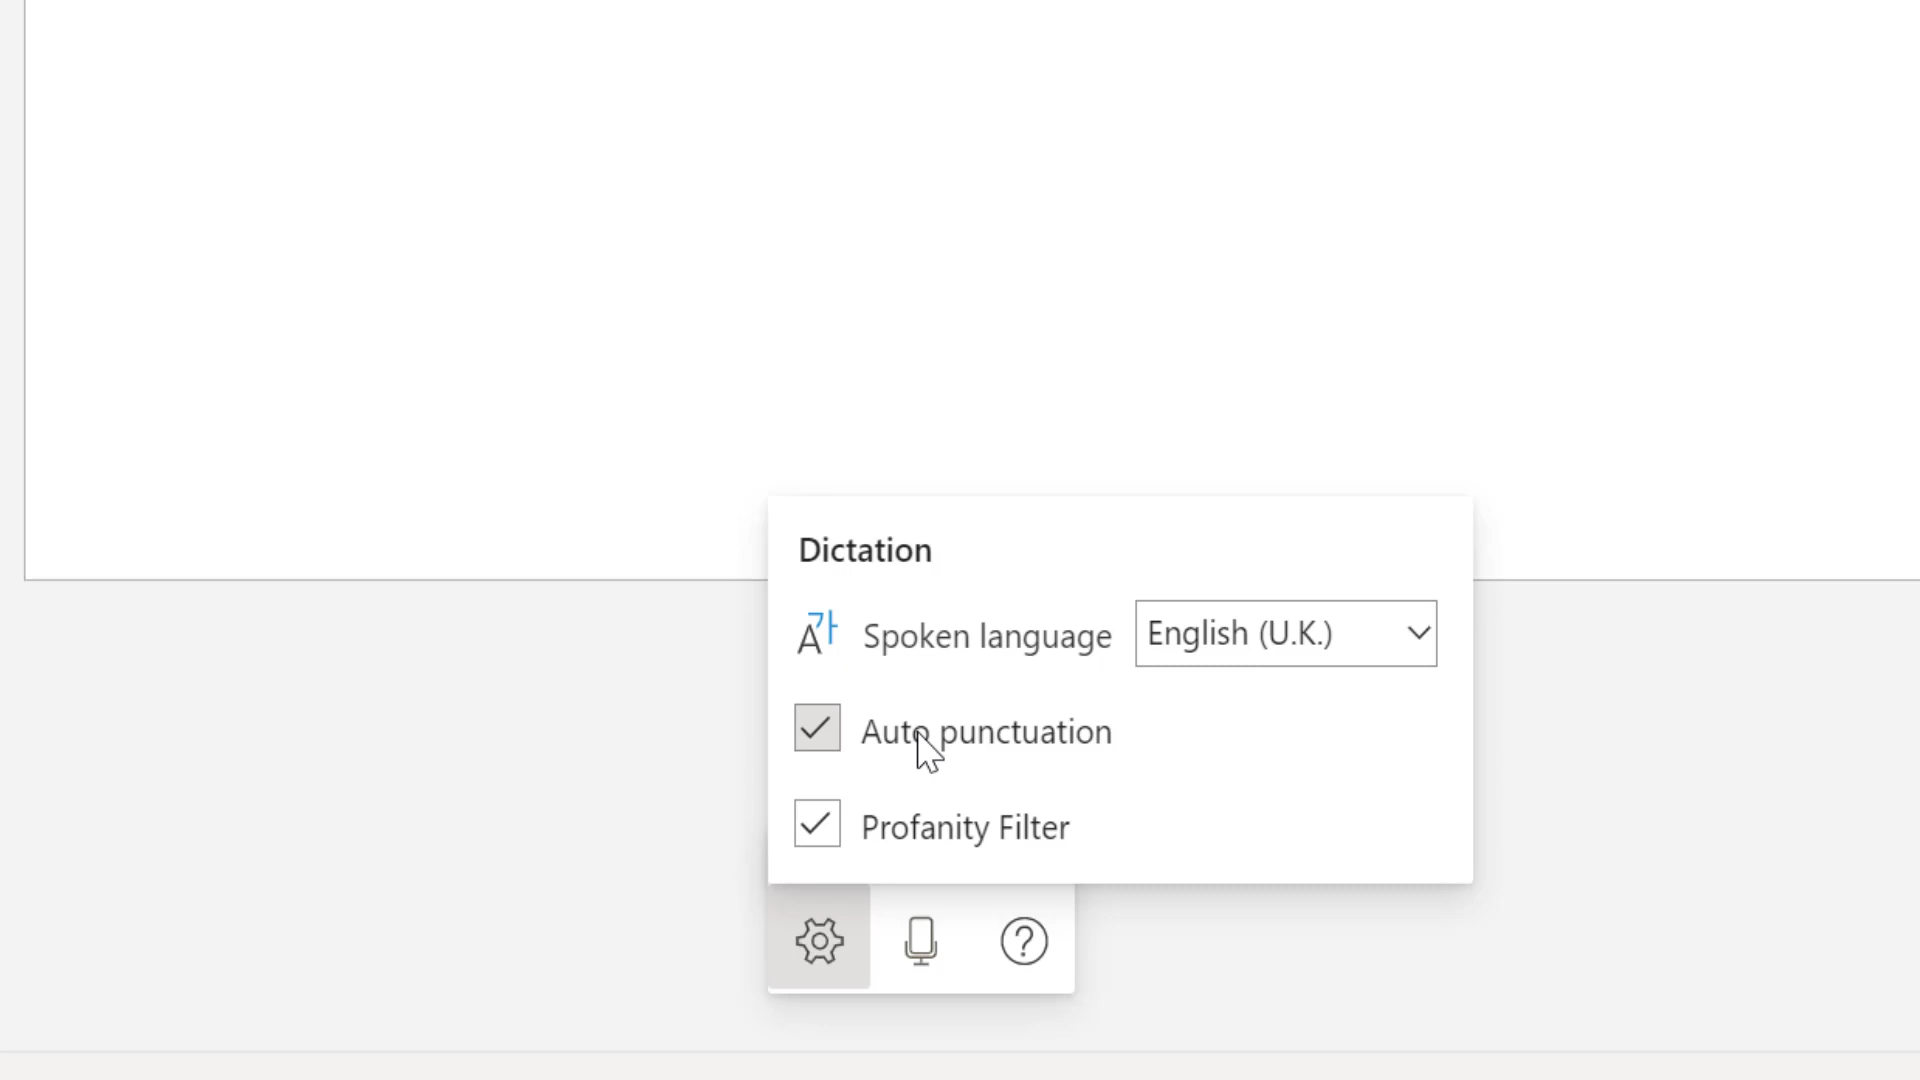 Dictation
Spoken language English (U.K.)
Auto punctuation
Profanity Filter